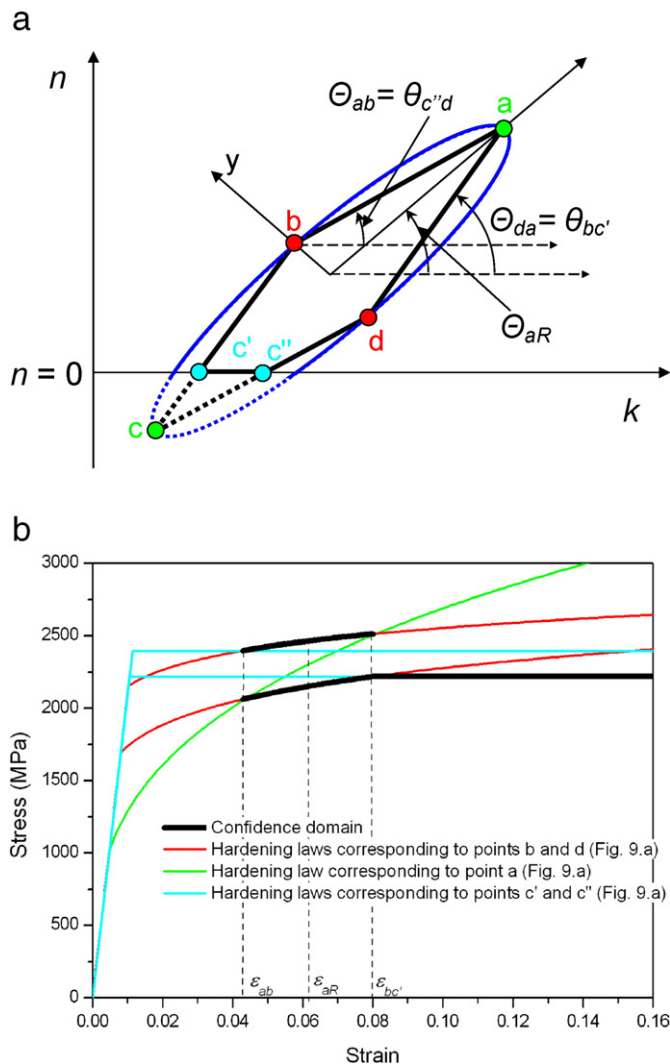 a
n
Θab= θc"d
a
y
b
Θda= θbc'
c' c"
d
ΘaR
n = 0
c
k
b
3000
2500
2000
1500
1000
500
0
Stress (MPa)
Confidence domain
Hardening laws corresponding to points b and d (Fig. 9.a)
Hardening law corresponding to point a (Fig. 9.a)
Hardening laws corresponding to points c' and c" (Fig. 9.a)
εab εaR εbc'
0.00 0.02 0.04 0.06 0.08 0.10 0.12 0.14 0.16
Strain